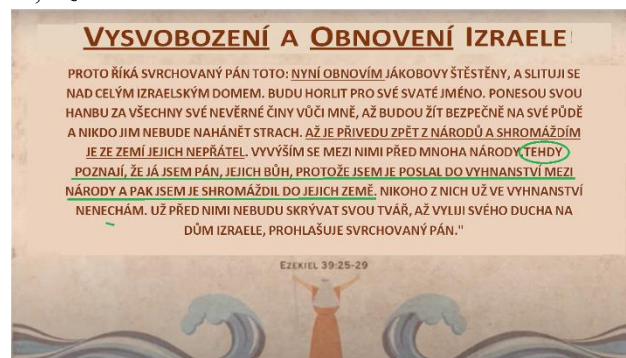 VYSVOBOZENÍ A OBNOVENÍ IZRAELE!
PROTO ŘÍKÁ SVRCHOVANÝ PÁN TOTO: NYNÍ OBNOVÍM JÁKOBOVY ŠTĚSTĚNY, A SLITUJI SE
NAD CELÝM IZRAELSKÝM DOMEM. BUDU HORLIT PRO SVÉ SVATÉ JMÉNO. PONESOU SVOU
HANBU ZA VŠECHNY SVÉ NEVĚRNÉ ČINY VŮČI MNĚ, AŽ BUDOU ŽÍT BEZPEČNĚ NA SVÉ PŮDĚ
A NIKDO JIM NEBUDE NAHÁNĚT STRACH. AŽ JE PŘIVEDU ZPĚT Z NÁRODŮ A SHROMÁŽDÍM
JE ZE ZEMÍ JEJICH NEPŘÁTEL. VYVÝŠÍM SE MEZI NIMI PŘED MNOHA NÁRODY. TEHDY
POZNAJÍ, ŽE JÁ JSEM PÁN, JEJICH BŮH, PROTOŽE JSEM JE POSLAL DO VYHNANSTVÍ MEZI
NÁRODY A PAK JSEM JE SHROMÁŽDIL DO JEJICH ZEMĚ. NIKOHO Z NICH UŽ VE VYHNANSTVÍ
NENECHÁM. UŽ PŘED NIMI NEBUDU SKRÝVAT SVOU TVÁŘ, AŽ VYLIJI SVÉHO DUCHA NA
DŮM IZRAELE, PROHLAŠUJE SVRCHOVANÝ PÁN."
EZEKIEL 39:25-29